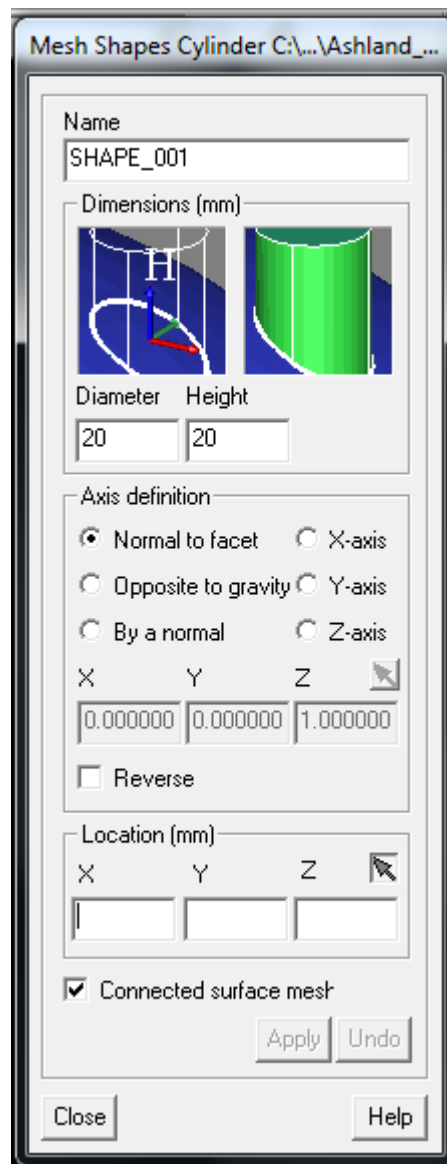 Mesh Shapes Cylinder C:\...\Ashland_...
Name
SHAPE_001
Dimensions (mm)
H
Diameter Height
20 20
Axis definition
Normal to facet X-axis
Opposite to gravity Y-axis
By a normal Z-axis
X Y Z
0.000000 0.000000 1.000000
Reverse
Location (mm)
X Y Z
Connected surface mesh
Apply Undo
Close Help